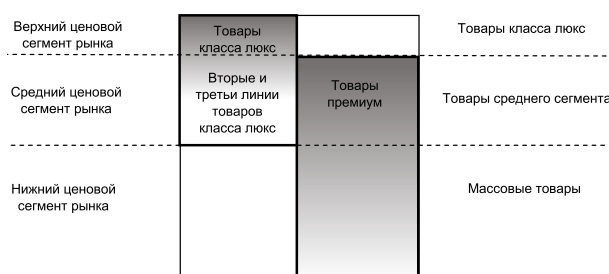 Верхний ценовой
сегмент рынка
Товары
класса люкс
Товары класса люкс
Средний ценовой
сегмент рынка
Вторые и
третьи линии
товаров
класса люкс
Товары
премиум
Товары среднего сегмента
Нижний ценовой
сегмент рынка
Массовые товары